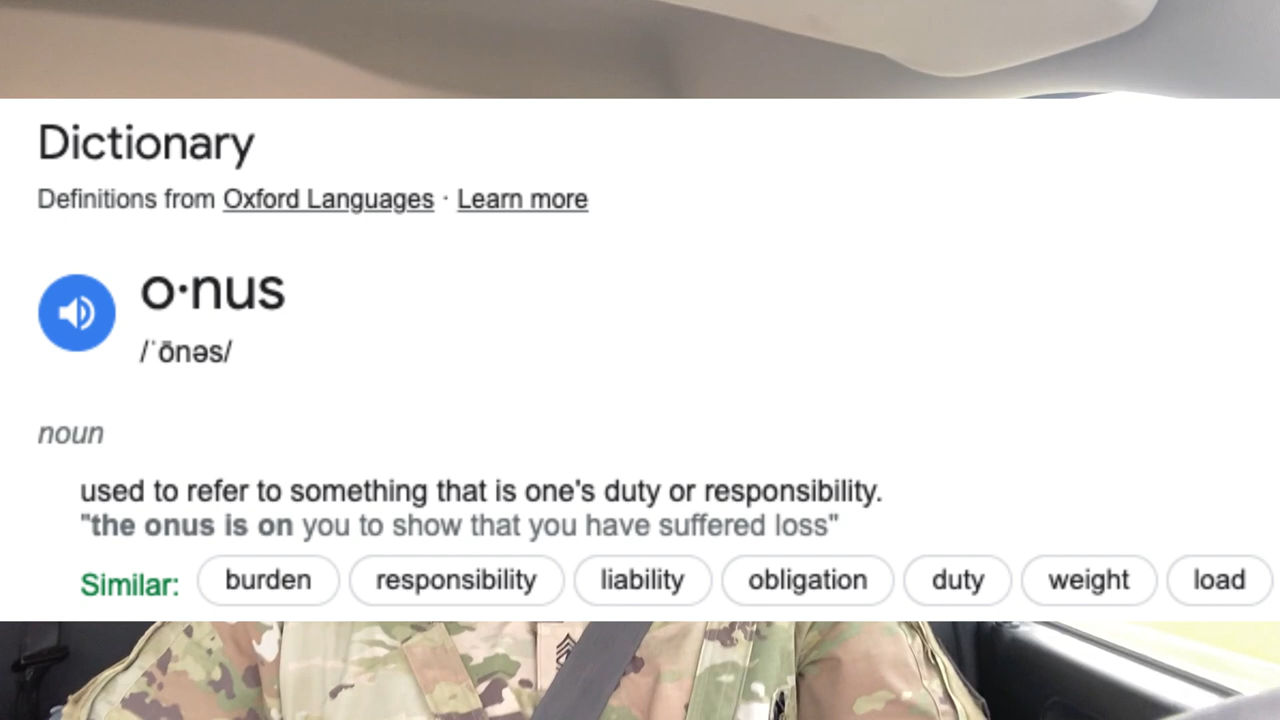 Dictionary
Definitions from Oxford Languages · Learn more
o·nus
/ˈōnəs/
noun
used to refer to something that is one's duty or responsibility.
"the onus is on you to show that you have suffered loss"
Similar: burden responsibility liability obligation duty weight load